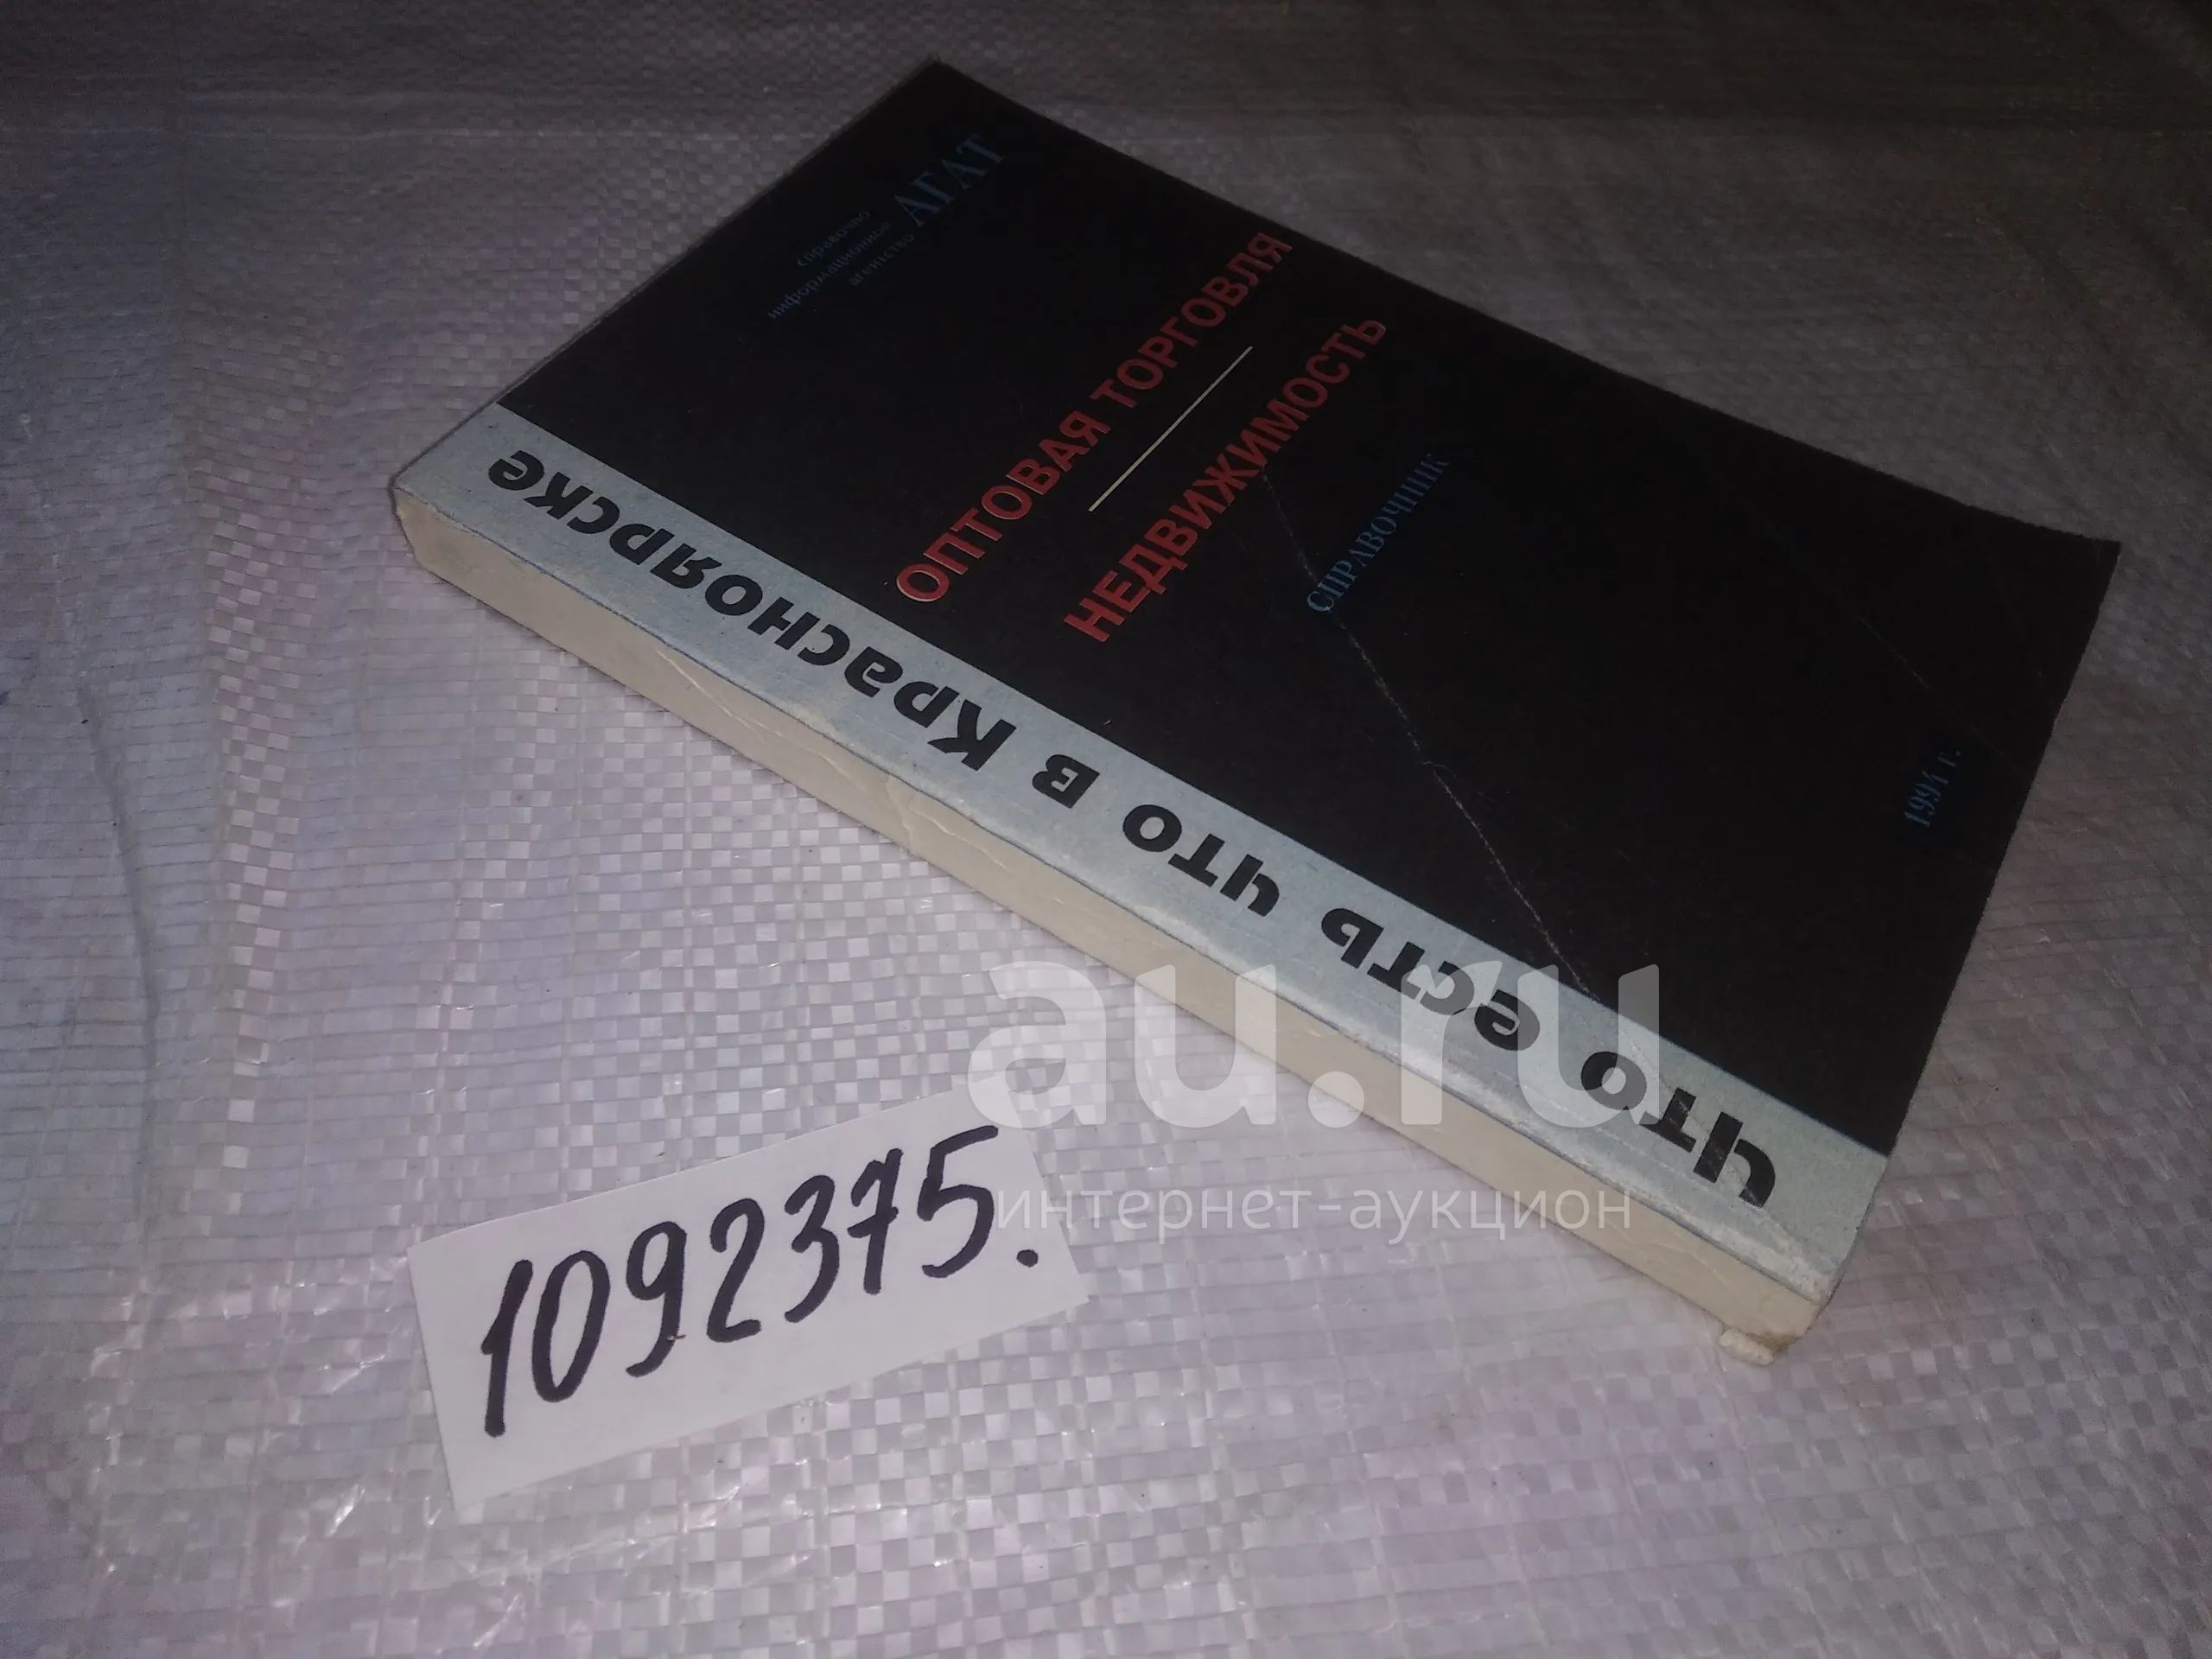 справочно
информационное
агентство
АГАТ
ОПТОВАЯ ТОРГОВЛЯ
НЕДВИЖИМОСТЬ
СПРАВОЧНИК
1994 г.
Что есть что в Красноярске
1092375.
au.ru
интернет-аукцион